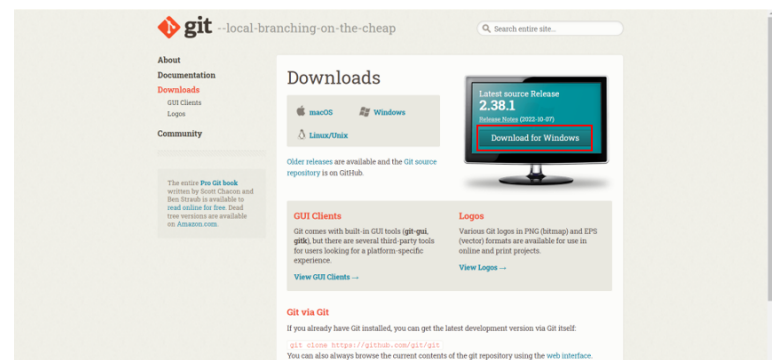 git --local-branching-on-the-cheap
Search entire site...
About
Documentation
Downloads
GUI Clients
Logos
Community
The entire Pro Git book
written by Scott Chacon and
Ben Straub is available to
read online for free. Dead
tree versions are available
on Amazon.com.
Downloads
macOS
Windows
Linux/Unix
Older releases are available and the Git source
repository is on GitHub.
Latest source Release
2.38.1
Release Notes (2022-10-07)
Download for Windows
GUI Clients
Git comes with built-in GUI tools (git-gui,
gitk), but there are several third-party tools
for users looking for a platform-specific
experience.
View GUI Clients →
Logos
Various Git logos in PNG (bitmap) and EPS
(vector) formats are available for use in
online and print projects.
View Logos →
Git via Git
If you already have Git installed, you can get the latest development version via Git itself:
git clone https://github.com/git/git
You can also always browse the current contents of the git repository using the web interface.